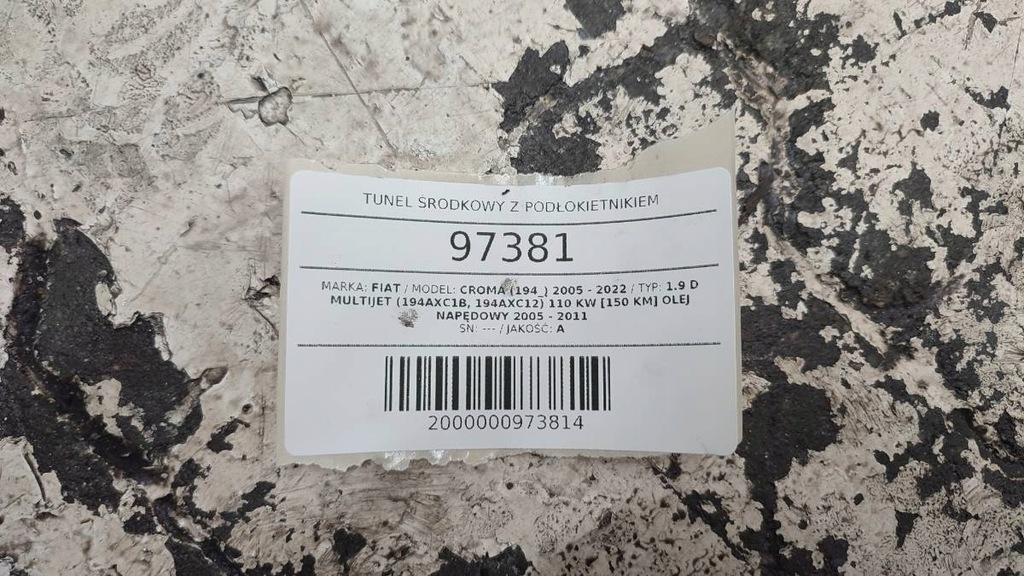 TUNEL ŚRODKOWY Z PODŁOKIETNIKIEM
97381
MARKA: FIAT / MODEL: CROMA (194_) 2005 - 2022 / TYP: 1.9 D
MULTIJET (194AXC1B, 194AXC12) 110 KW [150 KM] OLEJ
NAPĘDOWY 2005 - 2011
SN: --- / JAKOŚĆ: A
2000000973814